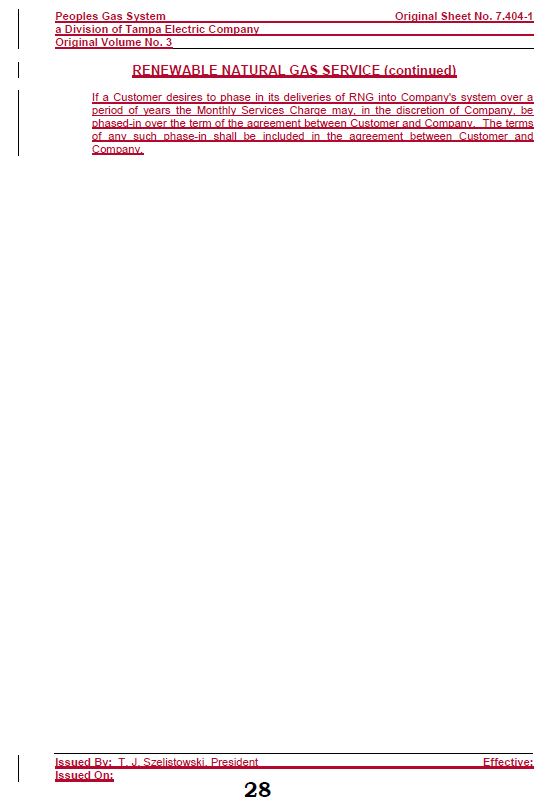 Peoples Gas System Original Sheet No. 7.404-1
a Division of Tampa Electric Company
Original Volume No. 3
RENEWABLE NATURAL GAS SERVICE (continued)
If a Customer desires to phase in its deliveries of RNG into Company's system over a
period of years the Monthly Services Charge may, in the discretion of Company, be
phased-in over the term of the agreement between Customer and Company. The terms
of any such phase-in shall be included in the agreement between Customer and
Company.
Issued By: T. J. Szelistowski, President Effective:
Issued On:
28